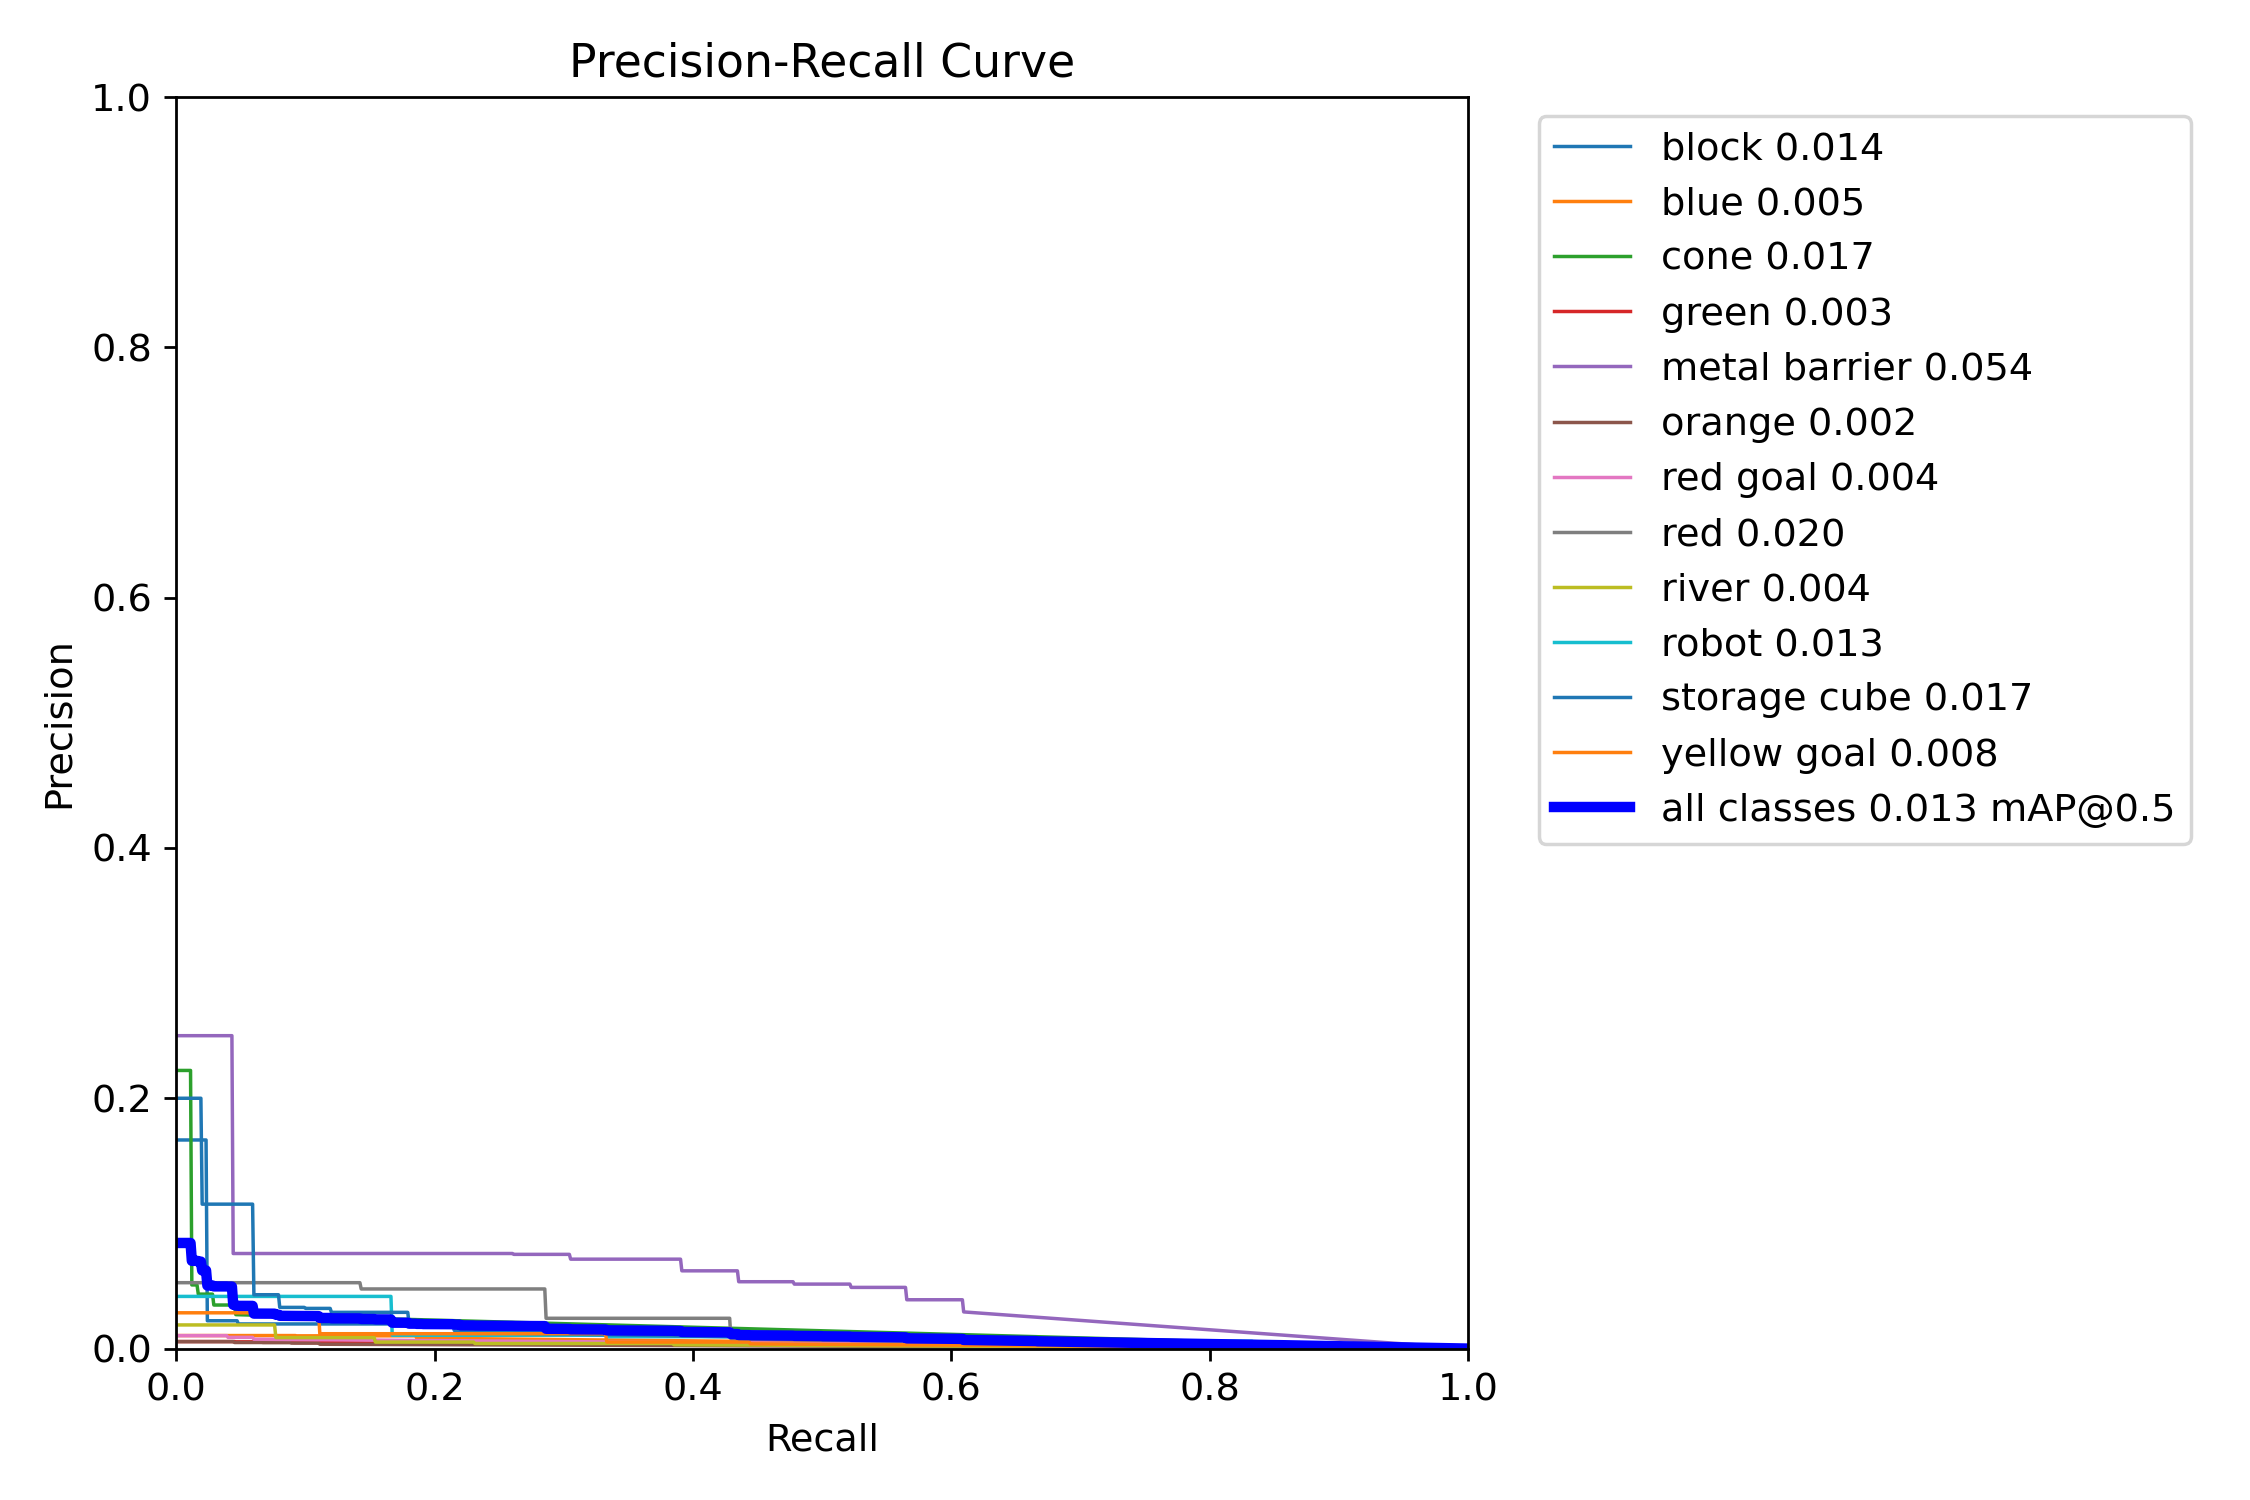 Precision-Recall Curve
1.0
0.8
0.6
0.4
0.2
0.0
Precision
0.0 0.2 0.4 0.6 0.8 1.0
Recall
block 0.014
blue 0.005
cone 0.017
green 0.003
metal barrier 0.054
orange 0.002
red goal 0.004
red 0.020
river 0.004
robot 0.013
storage cube 0.017
yellow goal 0.008
all classes 0.013 mAP@0.5